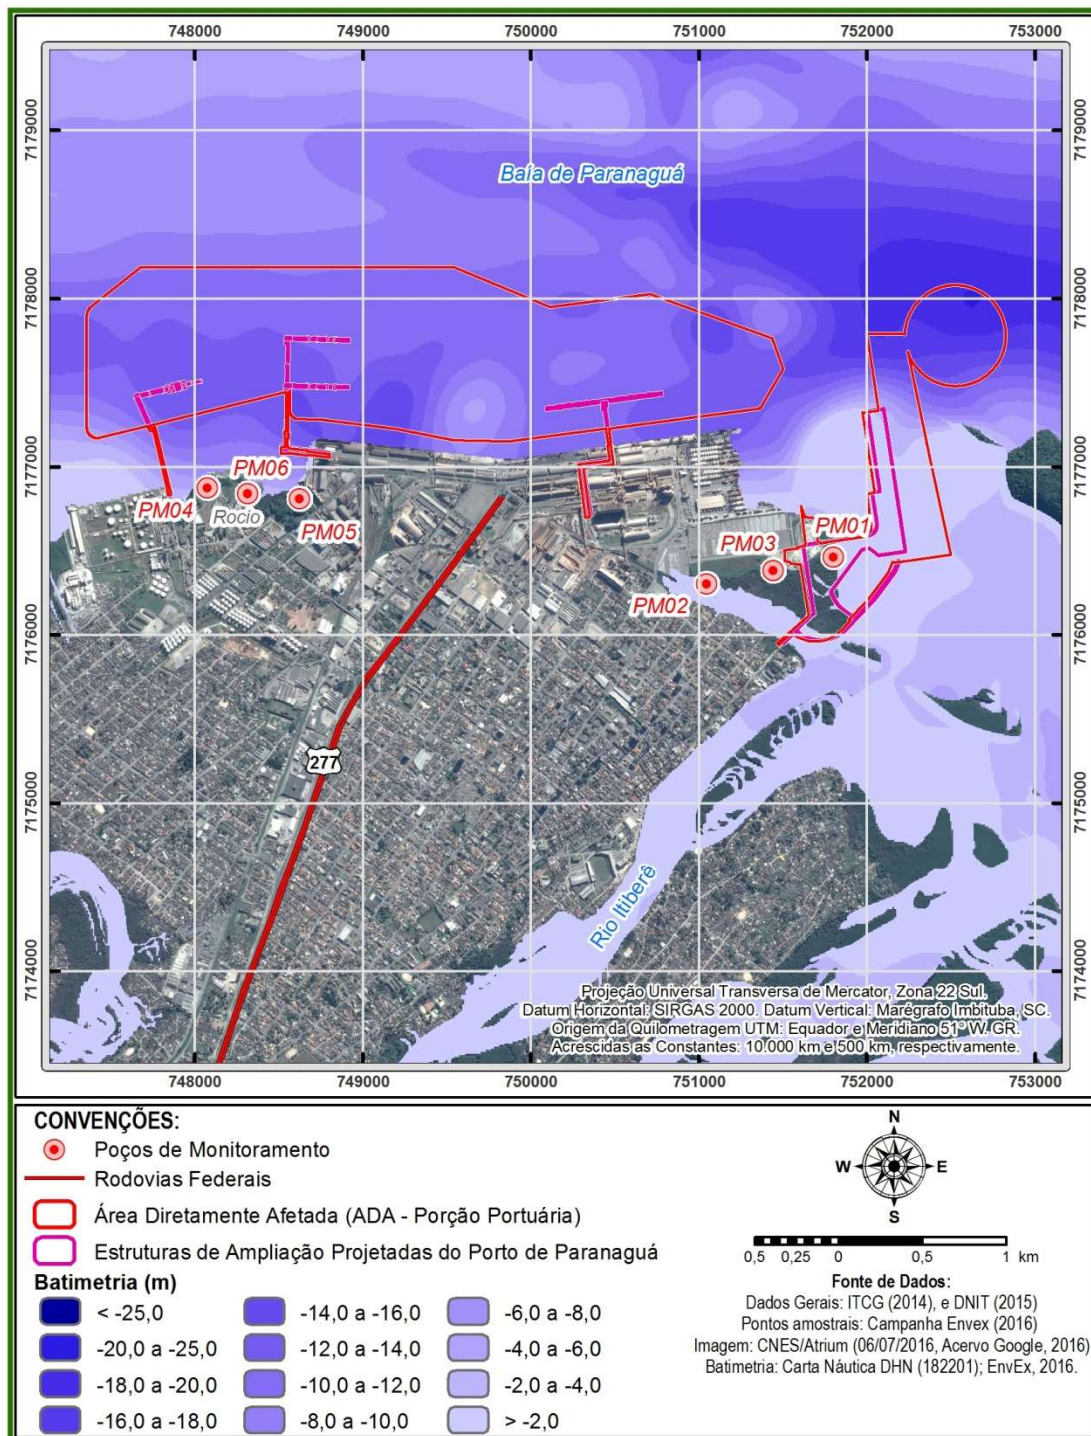 748000 749000 750000 751000 752000 753000
7179000 7179000
Baía de Paranaguá
7178000 7178000
7177000 7177000
PM06
PM04 Rocio PM05
PM01
PM03
PM02
7176000 7176000
277
7175000 7175000
Rio Itiberê
7174000 7174000
Projeção Universal Transversa de Mercator, Zona 22 Sul.
Datum Horizontal: SIRGAS 2000. Datum Vertical: Marégrafo Imbituba, SC.
Origem da Quilometragem UTM: Equador e Meridiano 51° W. GR.
Acrescidas as Constantes: 10.000 km e 500 km, respectivamente.
748000 749000 750000 751000 752000 753000
CONVENÇÕES:
Poços de Monitoramento
Rodovias Federais
Área Diretamente Afetada (ADA - Porção Portuária)
Estruturas de Ampliação Projetadas do Porto de Paranaguá
Batimetria (m)
< -25,0
-20,0 a -25,0
-18,0 a -20,0
-16,0 a -18,0
-14,0 a -16,0
-12,0 a -14,0
-10,0 a -12,0
-8,0 a -10,0
-6,0 a -8,0
-4,0 a -6,0
-2,0 a -4,0
> -2,0
N
W E
S
0,5 0,25 0 0,5 1 km
Fonte de Dados:
Dados Gerais: ITCG (2014), e DNIT (2015)
Pontos amostrais: Campanha Envex (2016)
Imagem: CNES/Atrium (06/07/2016, Acervo Google, 2016)
Batimetria: Carta Náutica DHN (182201); EnvEx, 2016.